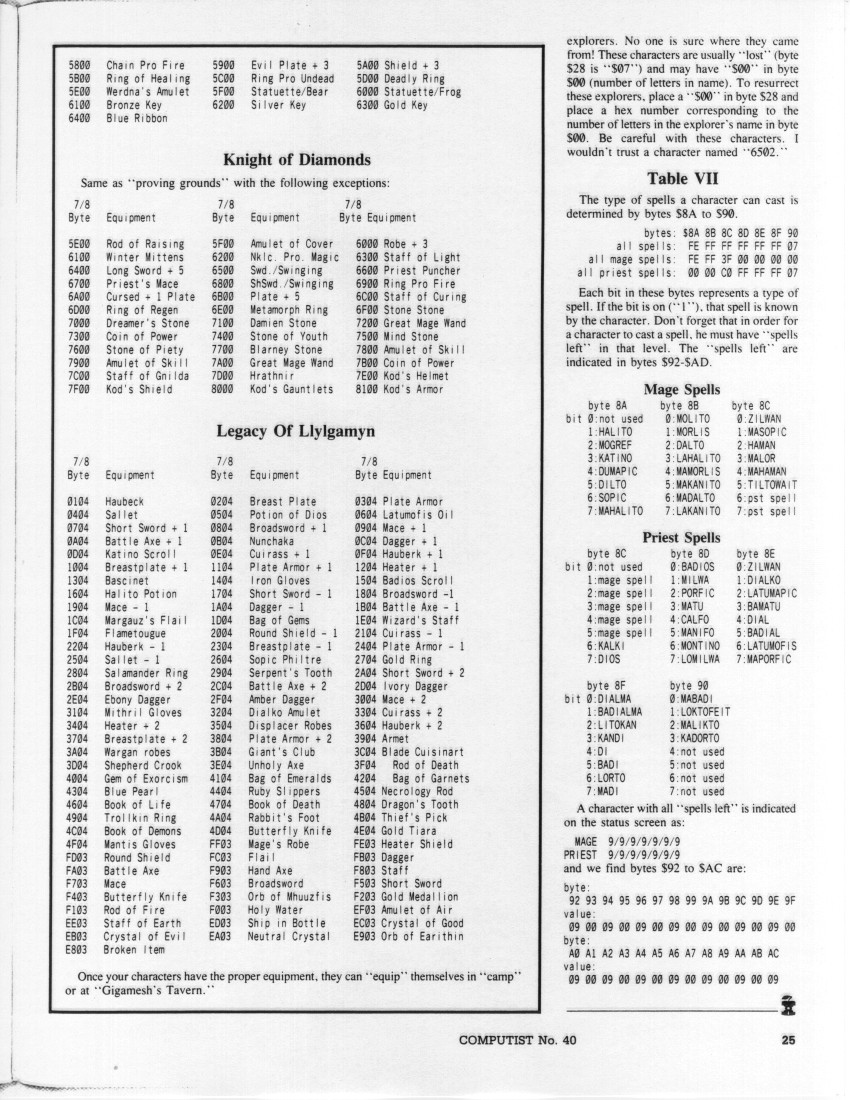 5800 Chain Pro Fire 5900 Evil Plate + 3 5A00 Shield + 3
5B00 Ring of Healing 5C00 Ring Pro Undead 5D00 Deadly Ring
5E00 Werdna's Amulet 5F00 Statuette/Bear 6000 Statuette/Frog
6100 Bronze Key 6200 Silver Key 6300 Gold Key
6400 Blue Ribbon
Knight of Diamonds
Same as "proving grounds" with the following exceptions:
7/8 7/8 7/8
Byte Equipment Byte Equipment Byte Equipment
5E00 Rod of Raising 5F00 Amulet of Cover 6000 Robe + 3
6100 Winter Mittens 6200 Nklc. Pro. Magic 6300 Staff of Light
6400 Long Sword + 5 6500 Swd./Swinging 6600 Priest Puncher
6700 Priest's Mace 6800 ShSwd./Swinging 6900 Ring Pro Fire
6A00 Cursed + 1 Plate 6B00 Plate + 5 6C00 Staff of Curing
6D00 Ring of Regen 6E00 Metamorph Ring 6F00 Stone Stone
7000 Dreamer's Stone 7100 Damien Stone 7200 Great Mage Wand
7300 Coin of Power 7400 Stone of Youth 7500 Mind Stone
7600 Stone of Piety 7700 Blarney Stone 7800 Amulet of Skill
7900 Amulet of Skill 7A00 Great Mage Wand 7B00 Coin of Power
7C00 Staff of Gnilda 7D00 Hrathnir 7E00 Kod's Helmet
7F00 Kod's Shield 8000 Kod's Gauntlets 8100 Kod's Armor
Legacy Of Llylgamyn
7/8 7/8 7/8
Byte Equipment Byte Equipment Byte Equipment
0104 Haubeck 0204 Breast Plate 0304 Plate Armor
0404 Sallet 0504 Potion of Dios 0604 Latumofis Oil
0704 Short Sword + 1 0804 Broadsword + 1 0904 Mace + 1
0A04 Battle Axe + 1 0B04 Nunchaka 0C04 Dagger + 1
0D04 Katino Scroll 0E04 Cuirass + 1 0F04 Hauberk + 1
1004 Breastplate + 1 1104 Plate Armor + 1 1204 Heater + 1
1304 Bascinet 1404 Iron Gloves 1504 Badios Scroll
1604 Halito Potion 1704 Short Sword - 1 1804 Broadsword -1
1904 Mace - 1 1A04 Dagger - 1 1B04 Battle Axe - 1
1C04 Margauz's Flail 1D04 Bag of Gems 1E04 Wizard's Staff
1F04 Flametougue 2004 Round Shield - 1 2104 Cuirass - 1
2204 Hauberk - 1 2304 Breastplate - 1 2404 Plate Armor - 1
2504 Sallet - 1 2604 Sopic Philtre 2704 Gold Ring
2804 Salamander Ring 2904 Serpent's Tooth 2A04 Short Sword + 2
2B04 Broadsword + 2 2C04 Battle Axe + 2 2D04 Ivory Dagger
2E04 Ebony Dagger 2F04 Amber Dagger 3004 Mace + 2
3104 Mithril Gloves 3204 Dialko Amulet 3304 Cuirass + 2
3404 Heater + 2 3504 Displacer Robes 3604 Hauberk + 2
3704 Breastplate + 2 3804 Plate Armor + 2 3904 Armet
3A04 Wargan robes 3B04 Giant's Club 3C04 Blade Cuisinart
3D04 Shepherd Crook 3E04 Unholy Axe 3F04 Rod of Death
4004 Gem of Exorcism 4104 Bag of Emeralds 4204 Bag of Garnets
4304 Blue Pearl 4404 Ruby Slippers 4504 Necrology Rod
4604 Book of Life 4704 Book of Death 4804 Dragon's Tooth
4904 Trollkin Ring 4A04 Rabbit's Foot 4B04 Thief's Pick
4C04 Book of Demons 4D04 Butterfly Knife 4E04 Gold Tiara
4F04 Mantis Gloves FF03 Mage's Robe FE03 Heater Shield
FD03 Round Shield FC03 Flail FB03 Dagger
FA03 Battle Axe F903 Hand Axe F803 Staff
F703 Mace F603 Broadsword F503 Short Sword
F403 Butterfly Knife F303 Orb of Mhuuzfis F203 Gold Medallion
F103 Rod of Fire F003 Holy Water EF03 Amulet of Air
EE03 Staff of Earth ED03 Ship in Bottle EC03 Crystal of Good
EB03 Crystal of Evil EA03 Neutral Crystal E903 Orb of Earithin
E803 Broken Item
Once your characters have the proper equipment, they can "equip" themselves in "camp"
or at "Gigamesh's Tavern."
explorers. No one is sure where they came
from! These characters are usually "lost" (byte
$28 is "$07") and may have "$00" in byte
$00 (number of letters in name). To resurrect
these explorers, place a "$00" in byte $28 and
place a hex number corresponding to the
number of letters in the explorer's name in byte
$00. Be careful with these characters. I
wouldn't trust a character named "6502."
Table VII
The type of spells a character can cast is
determined by bytes $8A to $90.
bytes: $8A 8B 8C 8D 8E 8F 90
all spells: FE FF FF FF FF FF 07
all mage spells: FE FF 3F 00 00 00 00
all priest spells: 00 00 C0 FF FF FF 07
Each bit in these bytes represents a type of
spell. If the bit is on ("1"), that spell is known
by the character. Don't forget that in order for
a character to cast a spell, he must have "spells
left" in that level. The "spells left" are
indicated in bytes $92-$AD.
Mage Spells
byte 8A byte 8B byte 8C
bit 0:not used 0:MOLITO 0:ZILWAN
1:HALITO 1:MORLIS 1:MASOPIC
2:MOGREF 2:DALTO 2:HAMAN
3:KATINO 3:LAHALITO 3:MALOR
4:DUMAPIC 4:MAMORLIS 4:MAHAMAN
5:DILTO 5:MAKANITO 5:TILTOWAIT
6:SOPIC 6:MADALTO 6:pst spell
7:MAHALITO 7:LAKANITO 7:pst spell
Priest Spells
byte 8C byte 8D byte 8E
bit 0:not used 0:BADIOS 0:ZILWAN
1:mage spell 1:MILWA 1:DIALKO
2:mage spell 2:PORFIC 2:LATUMAPIC
3:mage spell 3:MATU 3:BAMATU
4:mage spell 4:CALFO 4:DIAL
5:mage spell 5:MANIFO 5:BADIAL
6:KALKI 6:MONTINO 6:LATUMOFIS
7:DIOS 7:LOMILWA 7:MAPORFIC
byte 8F byte 90
bit 0:DIALMA 0:MABADI
1:BADIALMA 1:LOKTOFEIT
2:LITOKAN 2:MALIKTO
3:KANDI 3:KADORTO
4:DI 4:not used
5:BADI 5:not used
6:LORTO 6:not used
7:MADI 7:not used
A character with all "spells left" is indicated
on the status screen as:
MAGE 9/9/9/9/9/9/9
PRIEST 9/9/9/9/9/9/9
and we find bytes $92 to $AC are:
byte:
92 93 94 95 96 97 98 99 9A 9B 9C 9D 9E 9F
value:
09 00 09 00 09 00 09 00 09 00 09 00 09 00
byte:
A0 A1 A2 A3 A4 A5 A6 A7 A8 A9 AA AB AC
value:
09 00 09 00 09 00 09 00 09 00 09 00 09
COMPUTIST No. 40 25